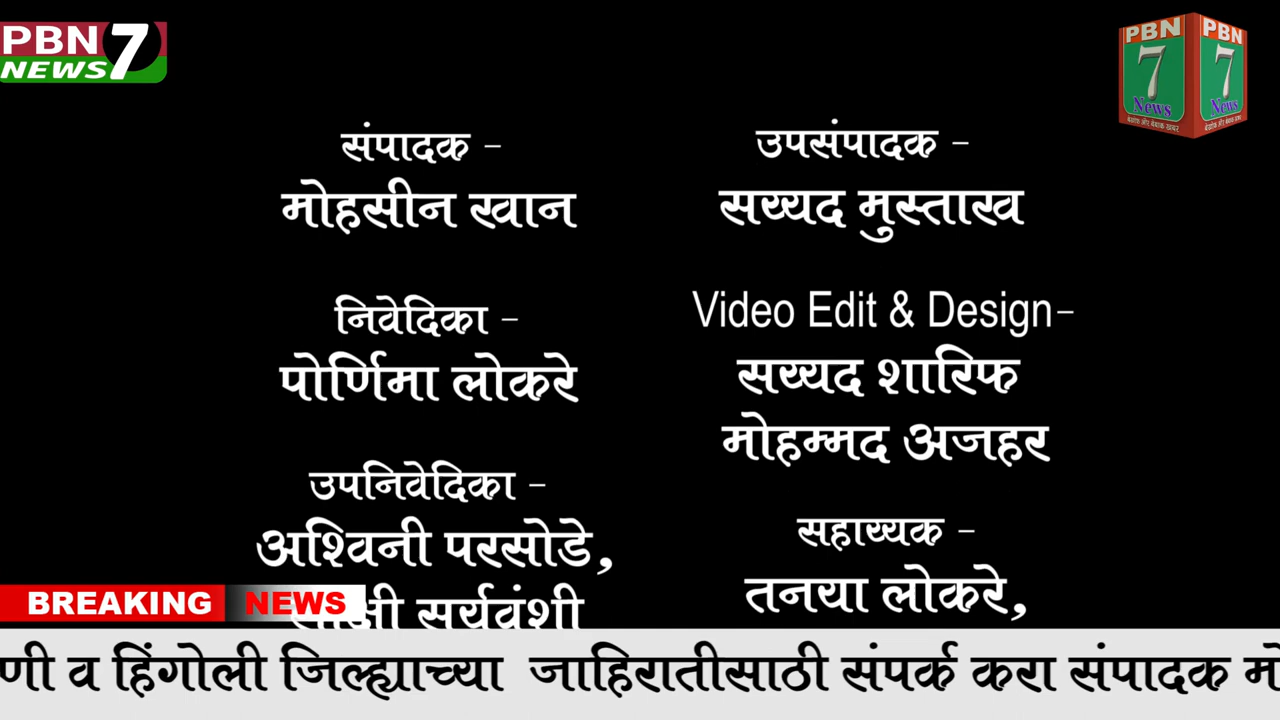 PBN 7
NEWS
PBN
7
News
PBN
7
News
संपादक -
मोहसीन खान
उपसंपादक -
सय्यद मुस्ताख
निवेदिका -
पोर्णिमा लोकरे
Video Edit & Design-
सय्यद शारिफ
मोहम्मद अजहर
उपनिवेदिका -
अश्विनी परसोडे,
सुर्यवंशी
सहाय्यक -
तनया लोकरे,
BREAKING NEWS
व हिंगोली जिल्ह्याच्या जाहिरातीसाठी संपर्क करा संपादक